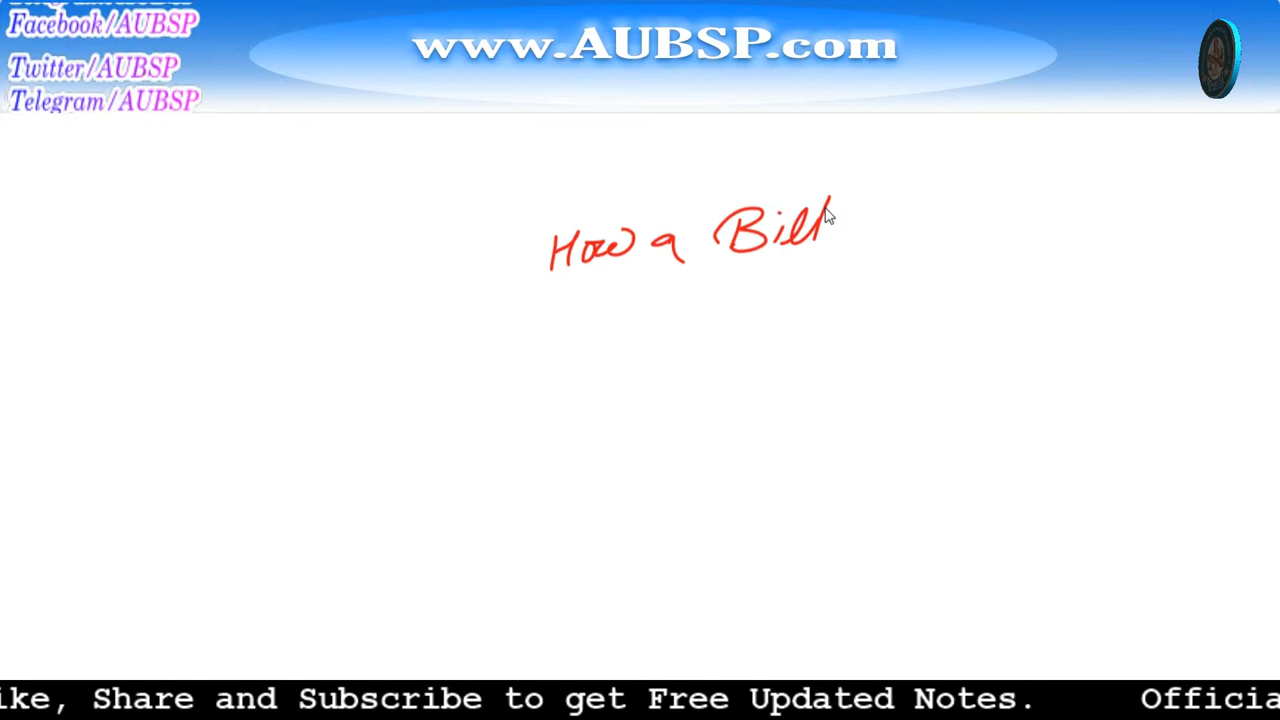 Facebook/AUBSP
www.AUBSP.com
Twitter/AUBSP
Telegram/AUBSP
How a Bill
ike, Share and Subscribe to get Free Updated Notes. Officia